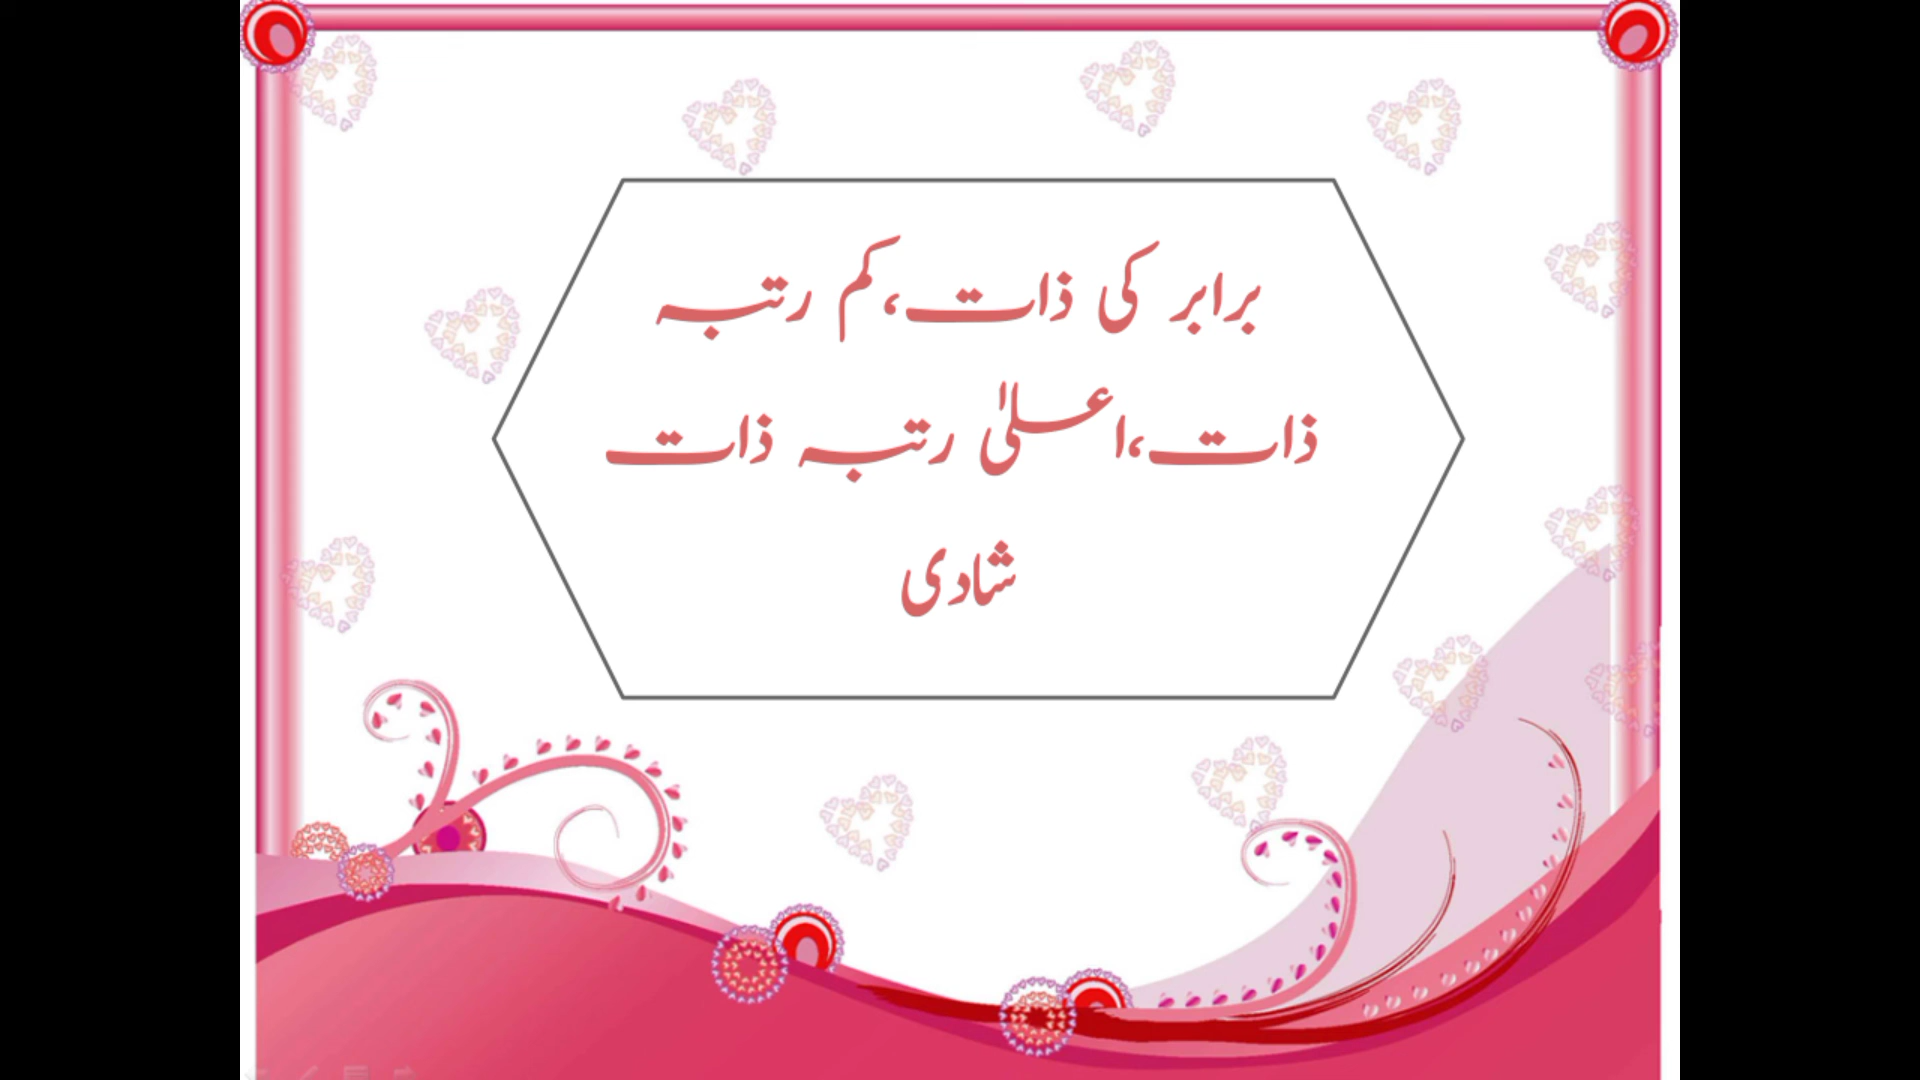 برابر کی ذات،کم رتبہ
ذات،اعلیٰ رتبہ ذات
شادی